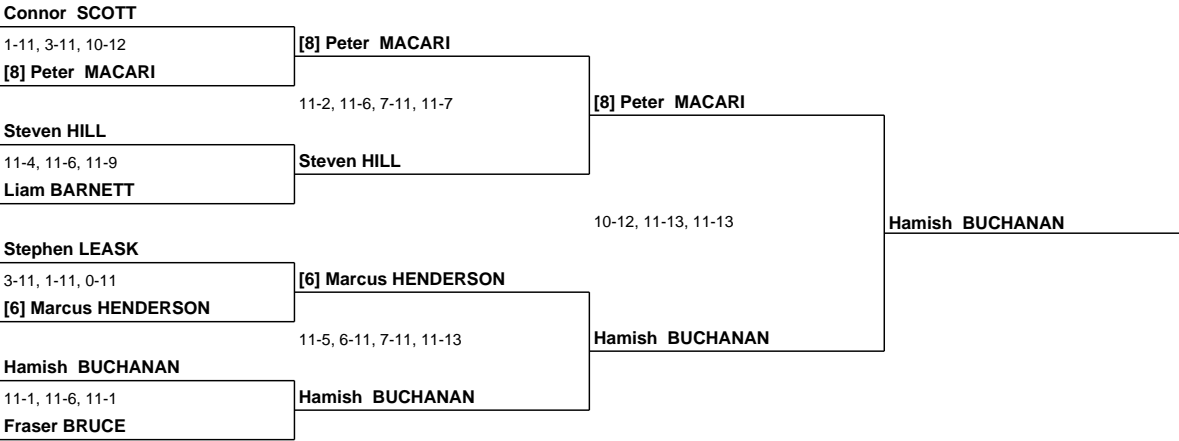 Connor SCOTT
1-11, 3-11, 10-12
[8] Peter MACARI
[8] Peter MACARI
11-2, 11-6, 7-11, 11-7
[8] Peter MACARI
Steven HILL
11-4, 11-6, 11-9
Steven HILL
Liam BARNETT
10-12, 11-13, 11-13
Hamish BUCHANAN
Stephen LEASK
3-11, 1-11, 0-11
[6] Marcus HENDERSON
[6] Marcus HENDERSON
11-5, 6-11, 7-11, 11-13
Hamish BUCHANAN
Hamish BUCHANAN
11-1, 11-6, 11-1
Hamish BUCHANAN
Fraser BRUCE